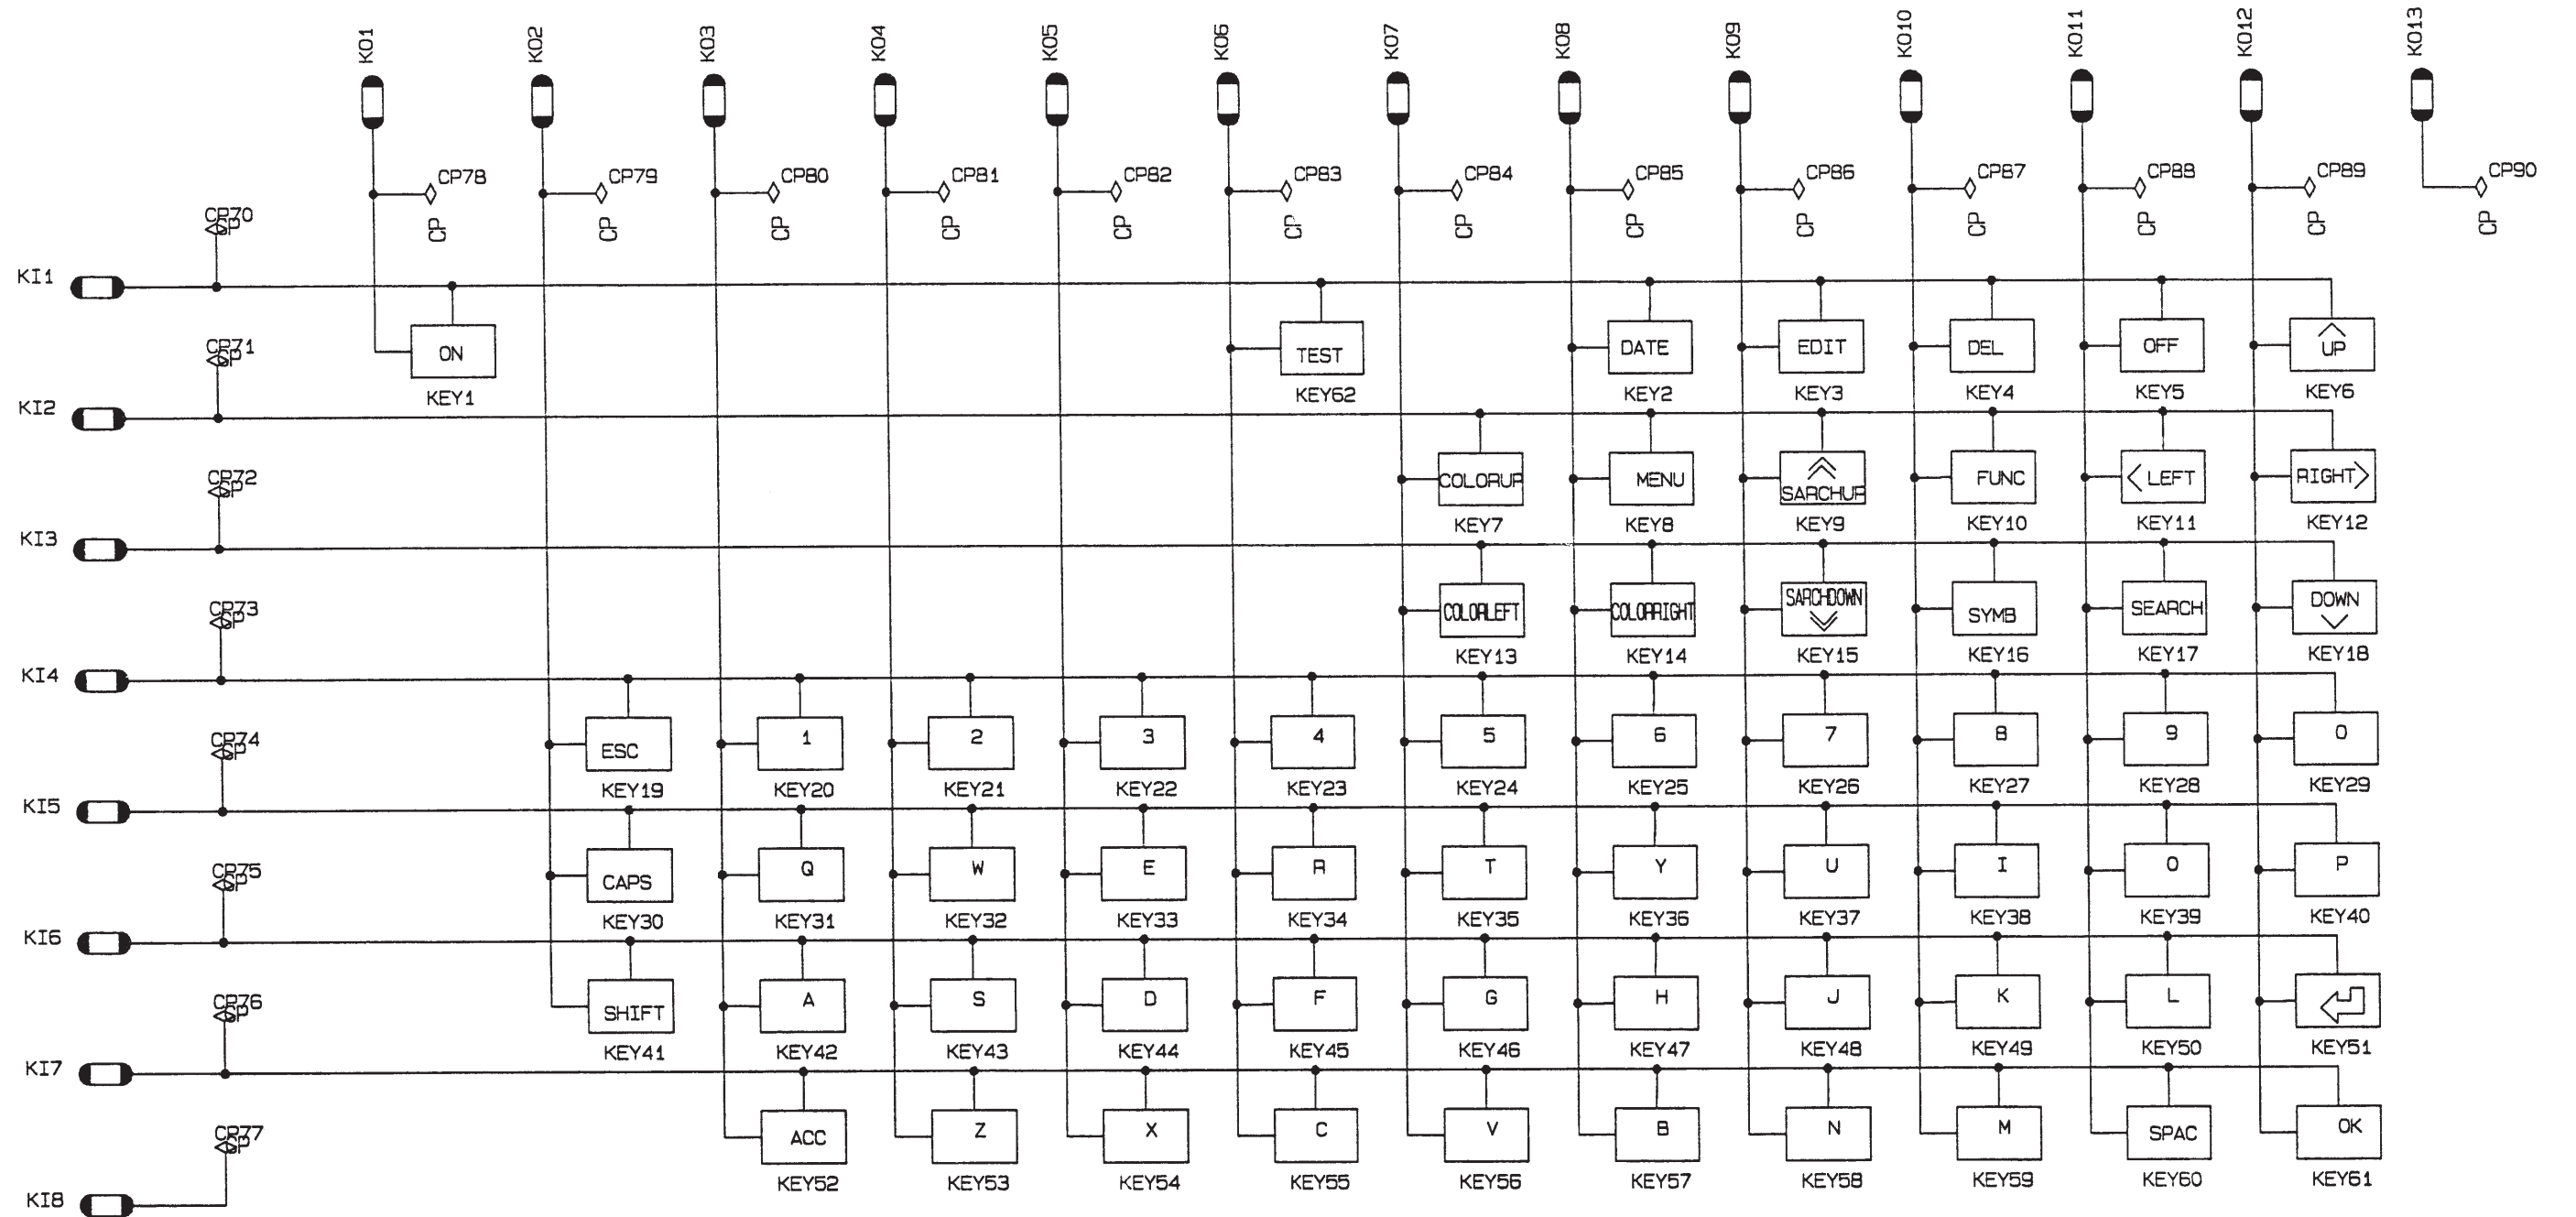 KO1 KO2 KO3 KO4 KO5 KO6 KO7 KO8 KO9 KO10 KO11 KO12 KO13
CP78 CP79 CP80 CP81 CP82 CP83 CP84 CP85 CP86 CP87 CP88 CP89 CP90
CP CP CP CP CP CP CP CP CP CP CP CP CP
CP70
CP
KI1
ON TEST DATE EDIT DEL OFF UP
KEY1 KEY62 KEY2 KEY3 KEY4 KEY5 KEY6
CP71
CP
KI2
COLORUP MENU SARCHUP FUNC LEFT RIGHT
KEY7 KEY8 KEY9 KEY10 KEY11 KEY12
CP72
CP
KI3
COLORLEFT COLORRIGHT SARCHDOWN SYMB SEARCH DOWN
KEY13 KEY14 KEY15 KEY16 KEY17 KEY18
CP73
CP
KI4
ESC 1 2 3 4 5 6 7 8 9 0
KEY19 KEY20 KEY21 KEY22 KEY23 KEY24 KEY25 KEY26 KEY27 KEY28 KEY29
CP74
CP
KI5
CAPS Q W E R T Y U I O P
KEY30 KEY31 KEY32 KEY33 KEY34 KEY35 KEY36 KEY37 KEY38 KEY39 KEY40
CP75
CP
KI6
SHIFT A S D F G H J K L
KEY41 KEY42 KEY43 KEY44 KEY45 KEY46 KEY47 KEY48 KEY49 KEY50 KEY51
CP76
CP
KI7
ACC Z X C V B N M SPAC OK
KEY52 KEY53 KEY54 KEY55 KEY56 KEY57 KEY58 KEY59 KEY60 KEY61
CP77
CP
KI8